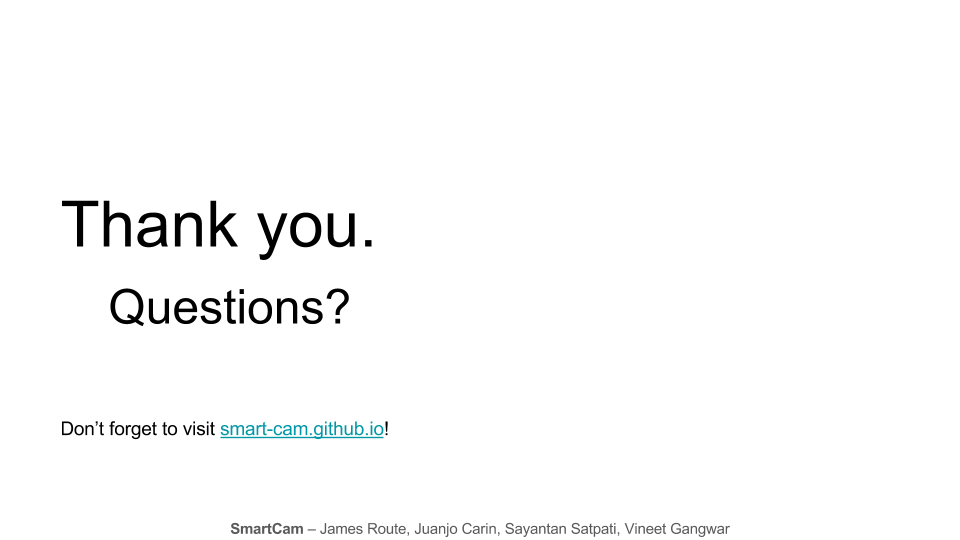 Thank you.
Questions?
Don’t forget to visit smart-cam.github.io!
SmartCam – James Route, Juanjo Carin, Sayantan Satpati, Vineet Gangwar